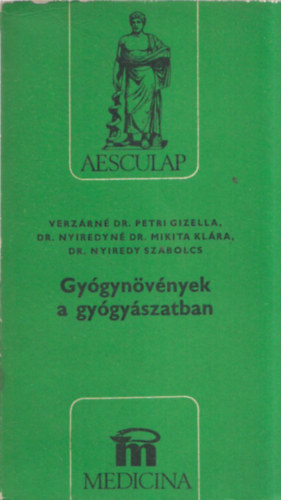 AESCULAP
VERZÁRNÉ DR. PETRI GIZELLA,
DR. NYIREDYNÉ DR. MIKITA KLÁRA,
DR. NYIREDY SZABOLCS
Gyógynövények
a gyógyászatban
m
MEDICINA